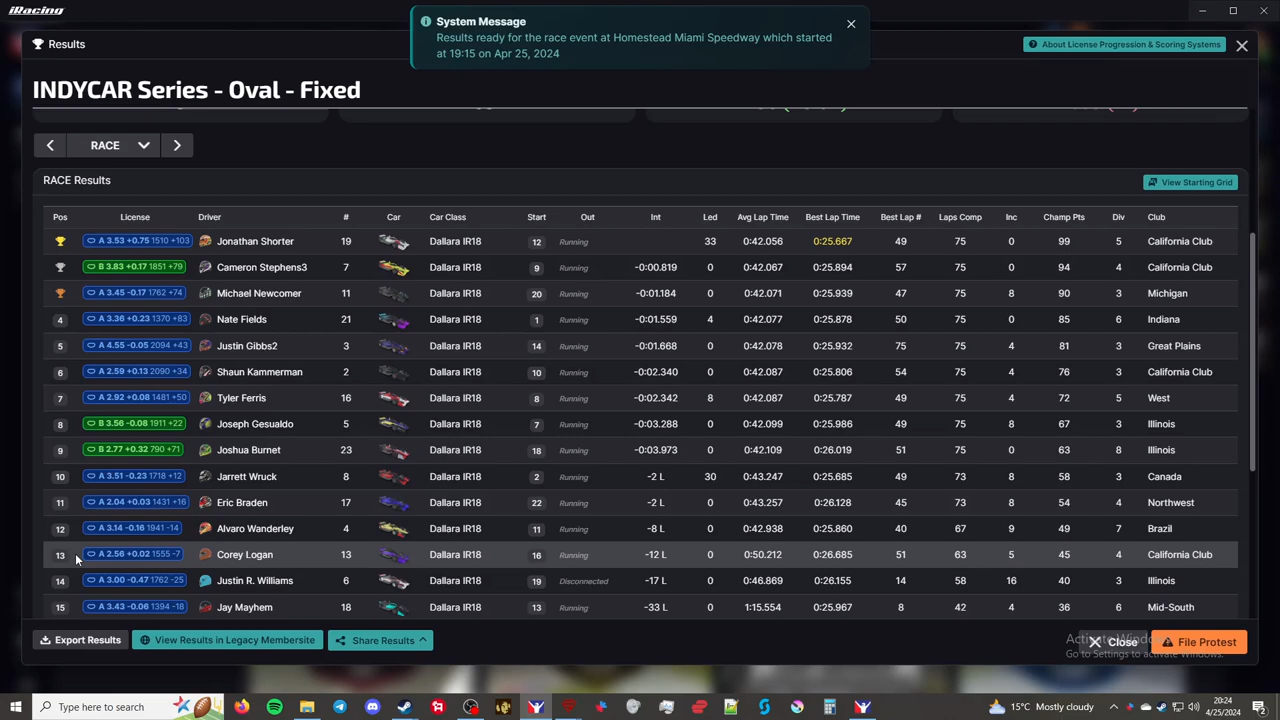 iRacing
System Message
Results ready for the race event at Homestead Miami Speedway which started
at 19:15 on Apr 25, 2024
Results
About License Progression & Scoring Systems
INDYCAR Series - Oval - Fixed
RACE
RACE Results
View Starting Grid
Pos License Driver # Car Car Class Start Out Int Led Avg Lap Time Best Lap Time Best Lap # Laps Comp Inc Champ Pts Div Club
A 3.53 +0.75 1510 +103 Jonathan Shorter 19 Dallara IR18 12 Running 33 0:42.056 0:25.667 49 75 0 99 5 California Club
B 3.83 +0.17 1851 +79 Cameron Stephens3 7 Dallara IR18 9 Running -0:00.819 0 0:42.067 0:25.894 57 75 0 94 4 California Club
A 3.45 -0.17 1762 +74 Michael Newcomer 11 Dallara IR18 20 Running -0:01.184 0 0:42.071 0:25.939 47 75 8 90 3 Michigan
4 A 3.36 +0.23 1370 +83 Nate Fields 21 Dallara IR18 1 Running -0:01.559 4 0:42.077 0:25.878 50 75 0 85 6 Indiana
5 A 4.55 -0.05 2094 +43 Justin Gibbs2 3 Dallara IR18 14 Running -0:01.668 0 0:42.078 0:25.932 75 75 4 81 3 Great Plains
6 A 2.59 +0.13 2090 +34 Shaun Kammerman 2 Dallara IR18 10 Running -0:02.340 0 0:42.087 0:25.806 54 75 4 76 3 California Club
7 A 2.92 +0.08 1481 +50 Tyler Ferris 16 Dallara IR18 8 Running -0:02.342 8 0:42.087 0:25.787 49 75 4 72 5 West
8 B 3.56 -0.08 1911 +22 Joseph Gesualdo 5 Dallara IR18 7 Running -0:03.288 0 0:42.099 0:25.986 49 75 8 67 3 Illinois
9 B 2.77 +0.32 790 +71 Joshua Burnet 23 Dallara IR18 18 Running -0:03.973 0 0:42.109 0:26.019 51 75 0 63 8 Illinois
10 A 3.51 -0.23 1718 +12 Jarrett Wruck 8 Dallara IR18 2 Running -2 L 30 0:43.247 0:25.685 49 73 8 58 3 Canada
11 A 2.04 +0.03 1431 +16 Eric Braden 17 Dallara IR18 22 Running -2 L 0 0:43.257 0:26.128 45 73 8 54 4 Northwest
12 A 3.14 -0.16 1941 -14 Alvaro Wanderley 4 Dallara IR18 11 Running -8 L 0 0:42.938 0:25.860 40 67 9 49 7 Brazil
13 A 2.56 +0.02 1555 -7 Corey Logan 13 Dallara IR18 16 Running -12 L 0 0:50.212 0:26.685 51 63 5 45 4 California Club
14 A 3.00 -0.47 1762 -25 Justin R. Williams 6 Dallara IR18 19 Disconnected -17 L 0 0:46.869 0:26.155 14 58 16 40 3 Illinois
15 A 3.43 -0.06 1394 -18 Jay Mayhem 18 Dallara IR18 13 Running -33 L 0 1:15.554 0:25.967 8 42 4 36 6 Mid-South
Export Results View Results in Legacy Membersite Share Results Close File Protest
Go to Settings to activate Windows.
Type here to search
15°C Mostly cloudy
20:24
4/25/2024